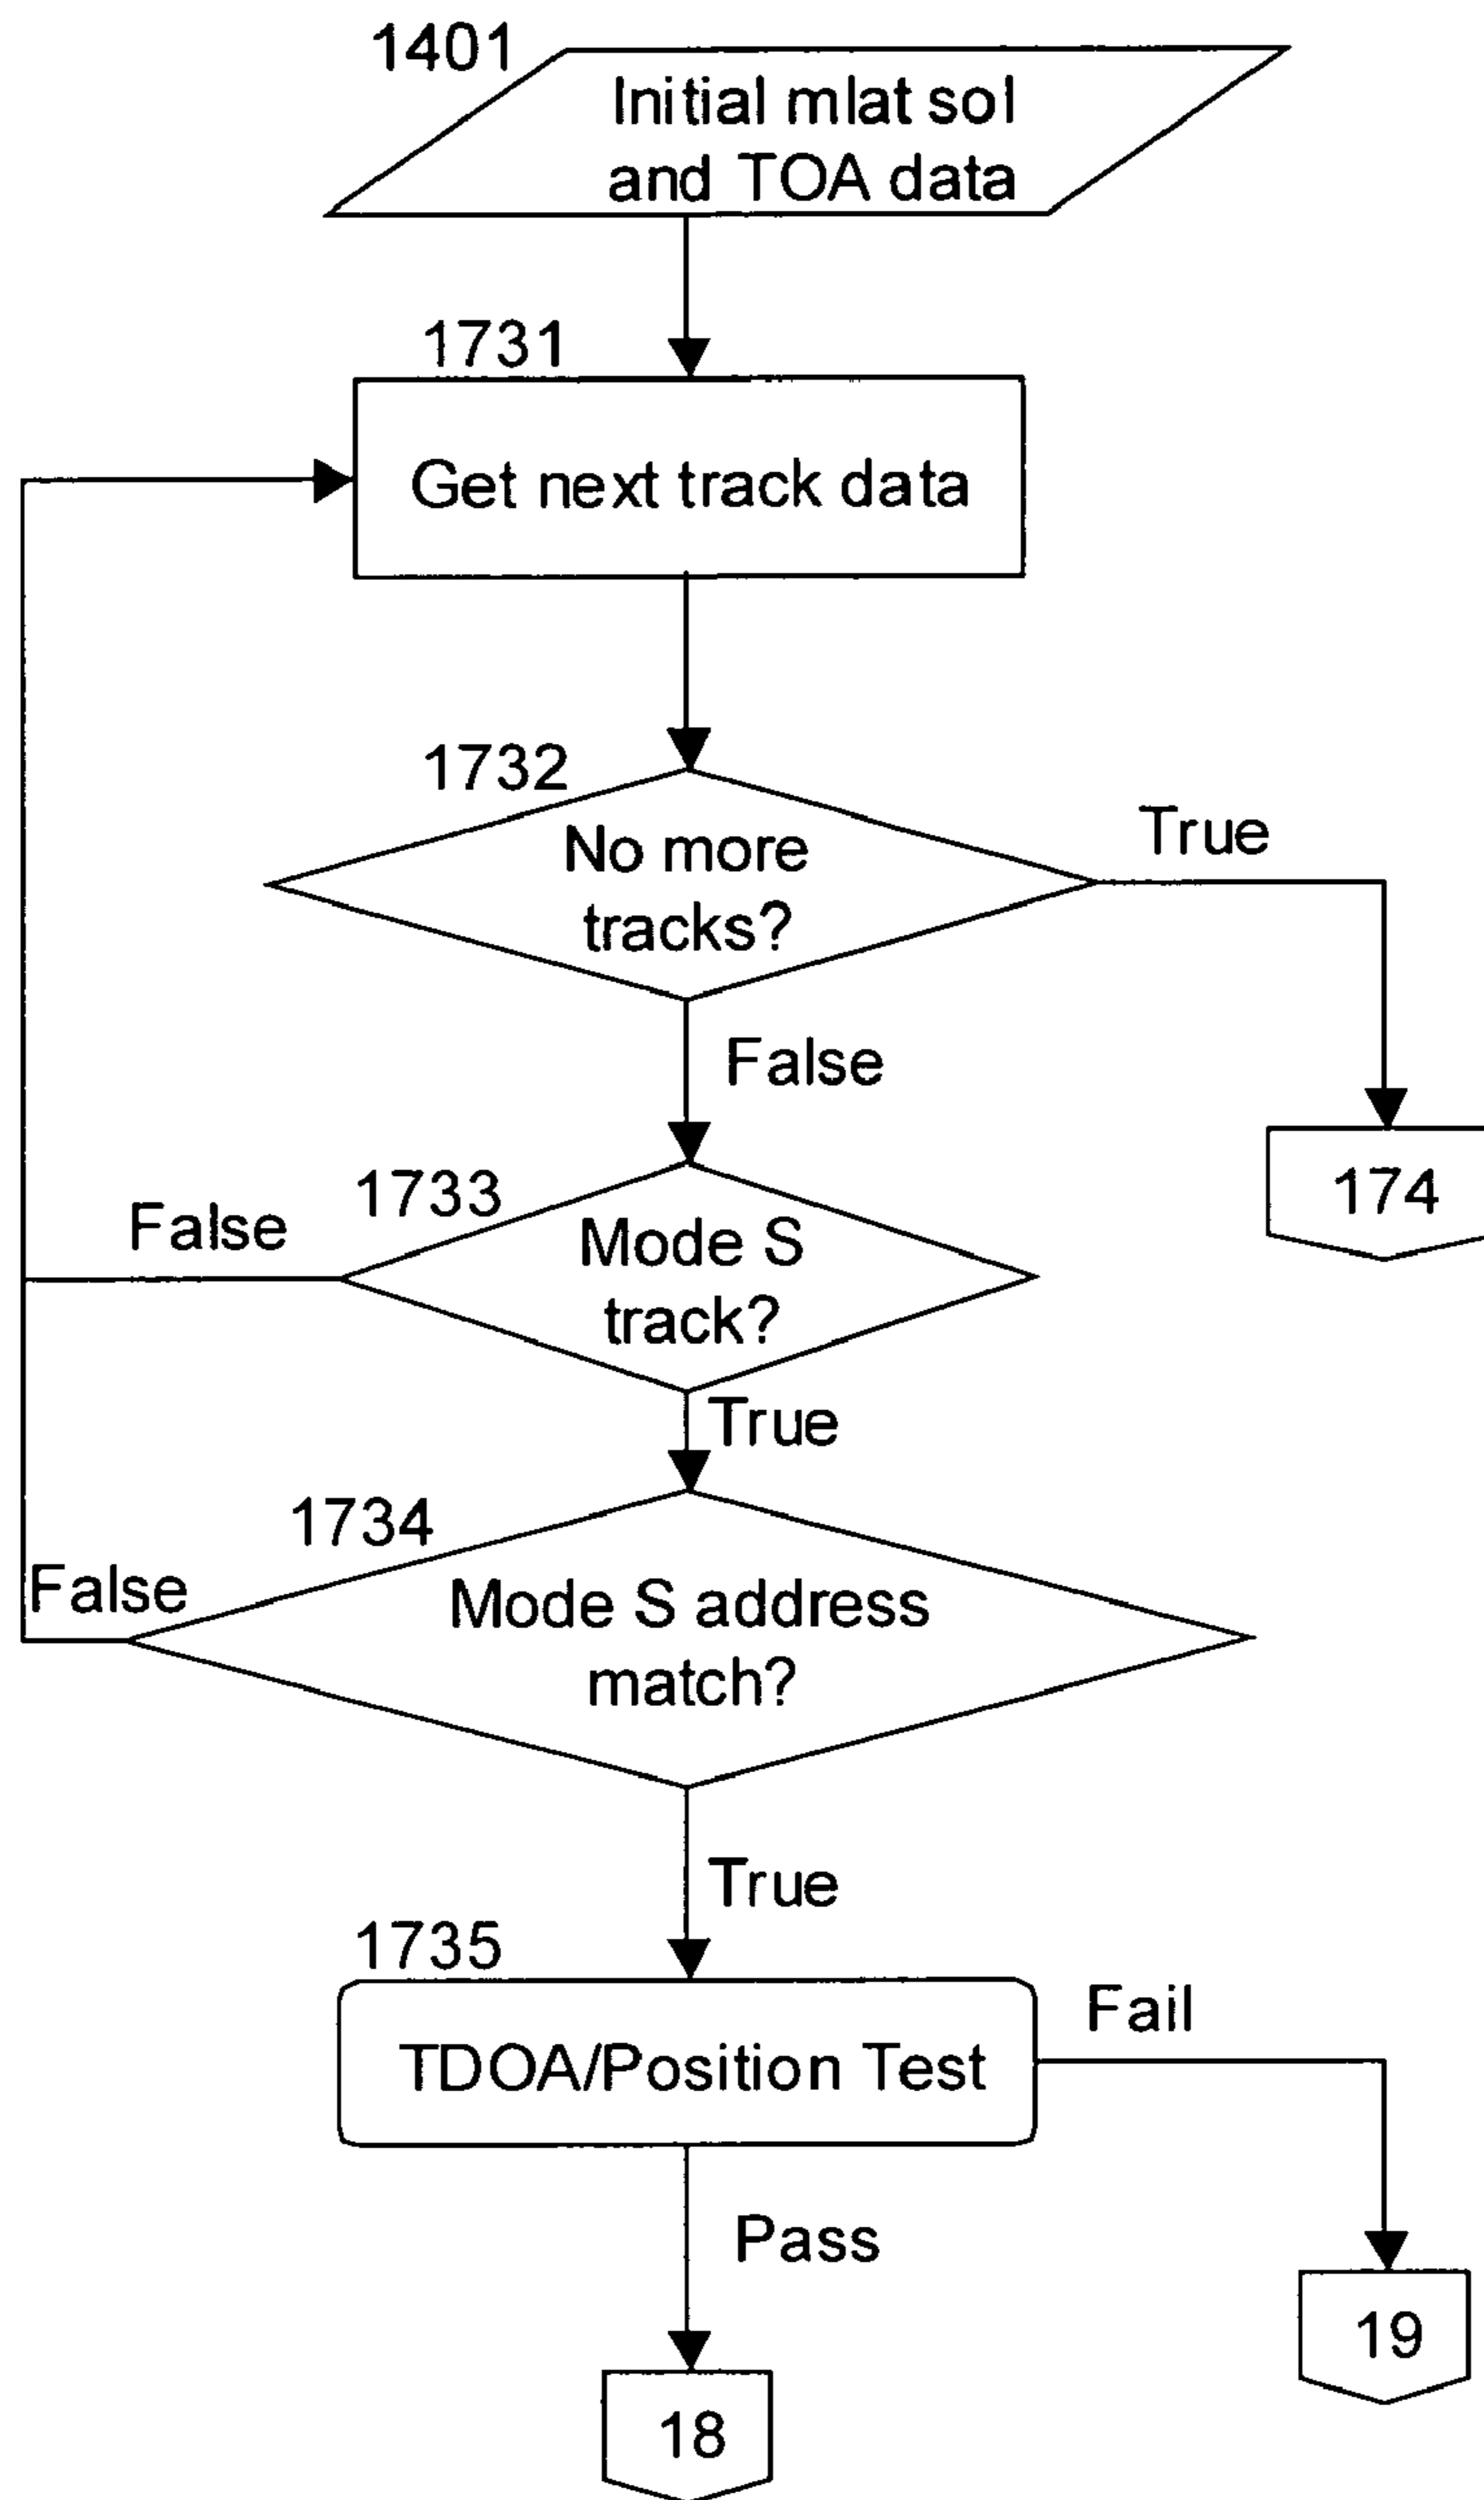 1401
Initial mlat sol
and TOA data
1731
Get next track data
1732
No more
tracks?
True
False
174
1733
False
Mode S
track?
True
1734
False
Mode S address
match?
True
1735
TDOA/Position Test
Fail
Pass
19
18